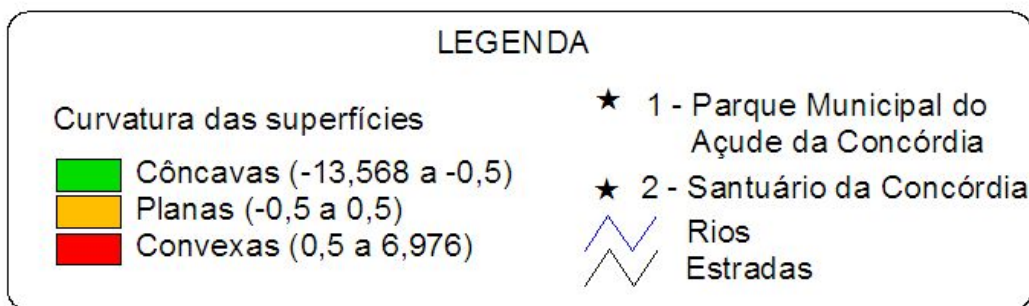 LEGENDA
Curvatura das superfícies
Côncavas (-13,568 a -0,5)
Planas (-0,5 a 0,5)
Convexas (0,5 a 6,976)
1 - Parque Municipal do
Açude da Concórdia
2 - Santuário da Concórdia
Rios
Estradas